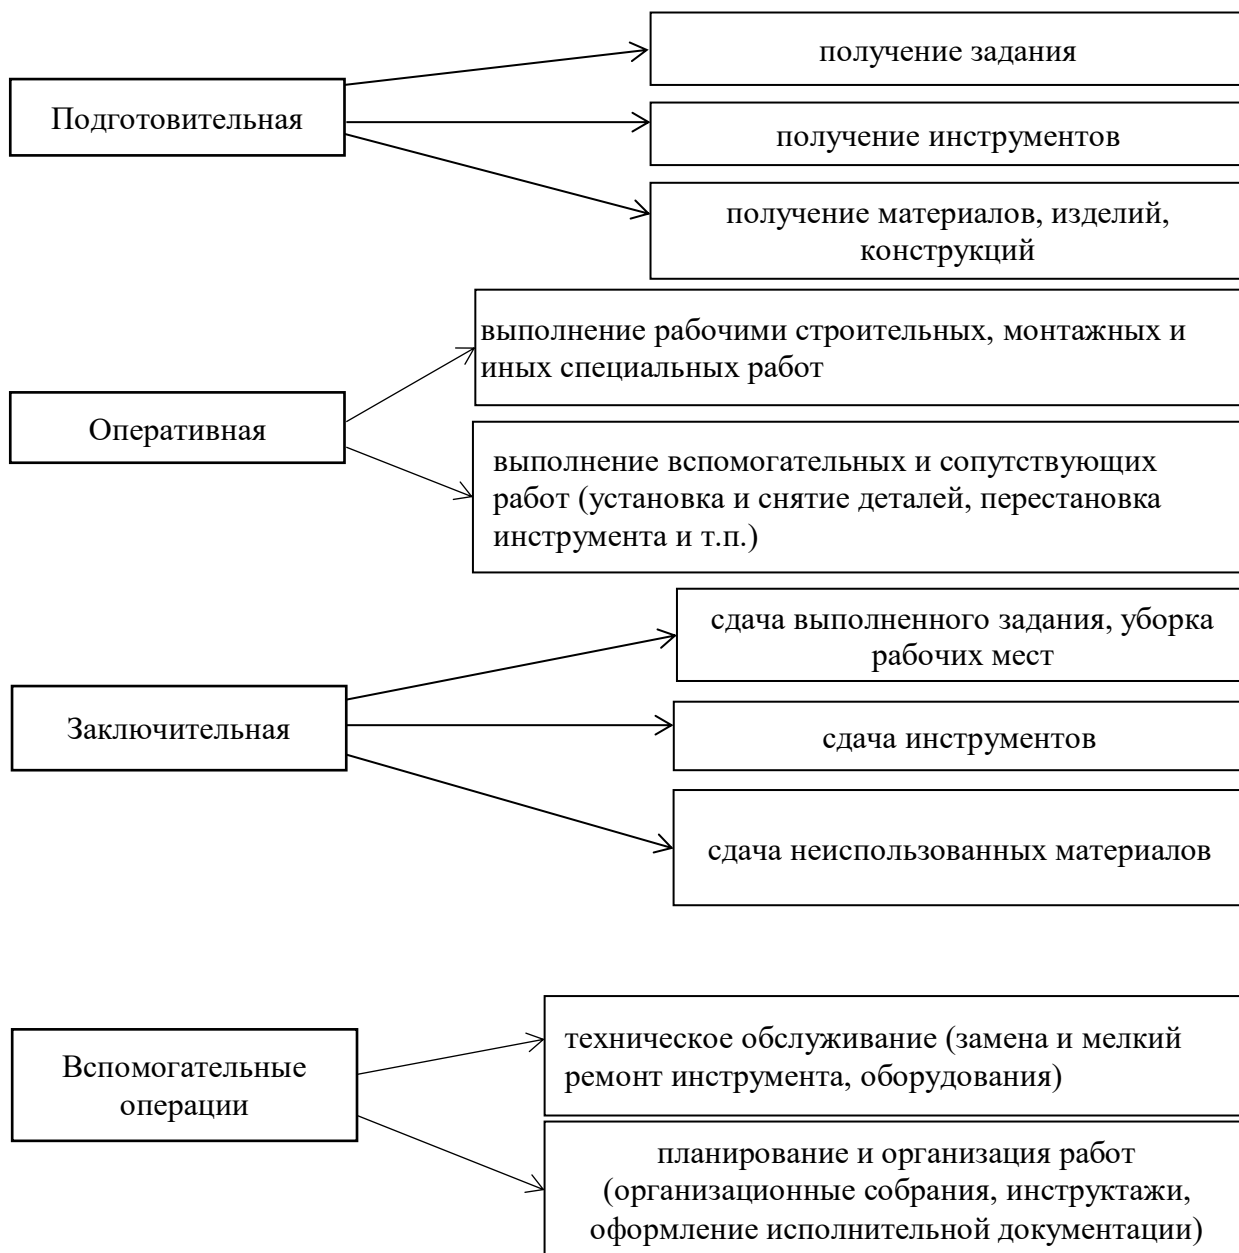 Подготовительная
получение задания
получение инструментов
получение материалов, изделий,
конструкций
Оперативная
выполнение рабочими строительных, монтажных и
иных специальных работ
выполнение вспомогательных и сопутствующих
работ (установка и снятие деталей, перестановка
инструмента и т.п.)
Заключительная
сдача выполненного задания, уборка
рабочих мест
сдача инструментов
сдача неиспользованных материалов
Вспомогательные
операции
техническое обслуживание (замена и мелкий
ремонт инструмента, оборудования)
планирование и организация работ
(организационные собрания, инструктажи,
оформление исполнительной документации)